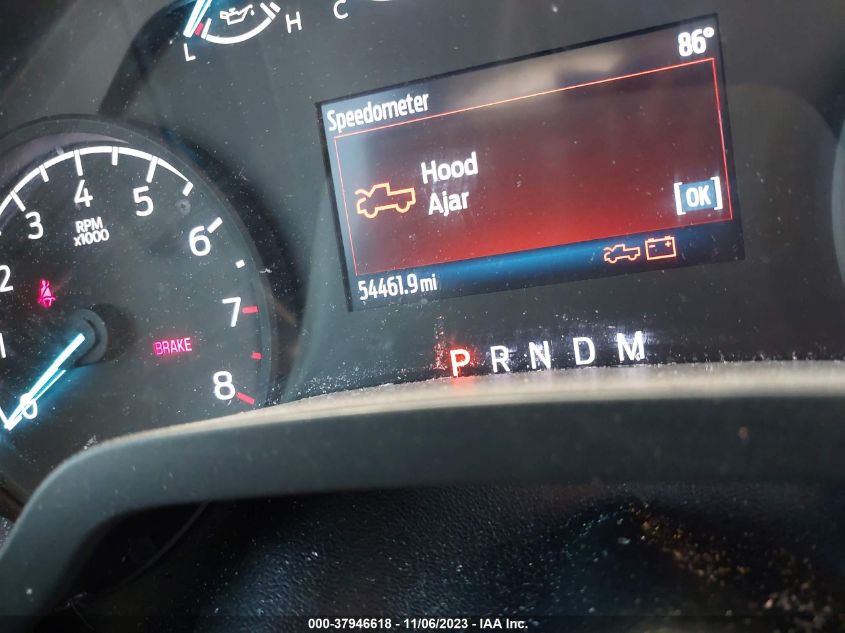 H
C
L
86°
Speedometer
Hood
Ajar
[OK]
54461.9 mi
1
2
3
4
5
6
7
8
0
RPM
x1000
BRAKE
P R N D M
000-37946618 - 11/06/2023 - IAA Inc.